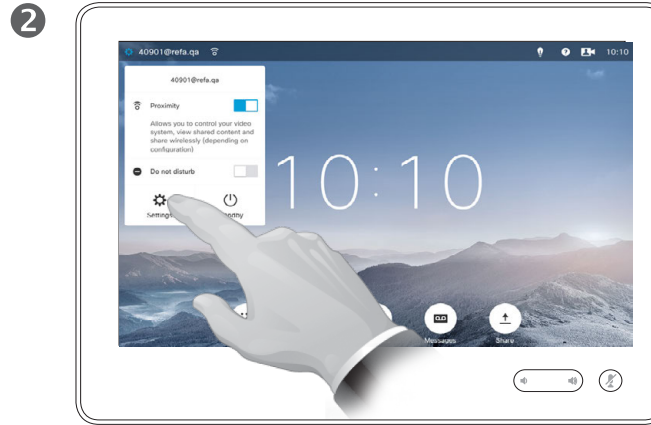 2
40901@refa.qa 10:10
40901@refa.qa
Proximity
Allows you to control your video
system, view shared content and
share wirelessly (depending on
configuration)
Do not disturb
10:10
Settings
Messages Share